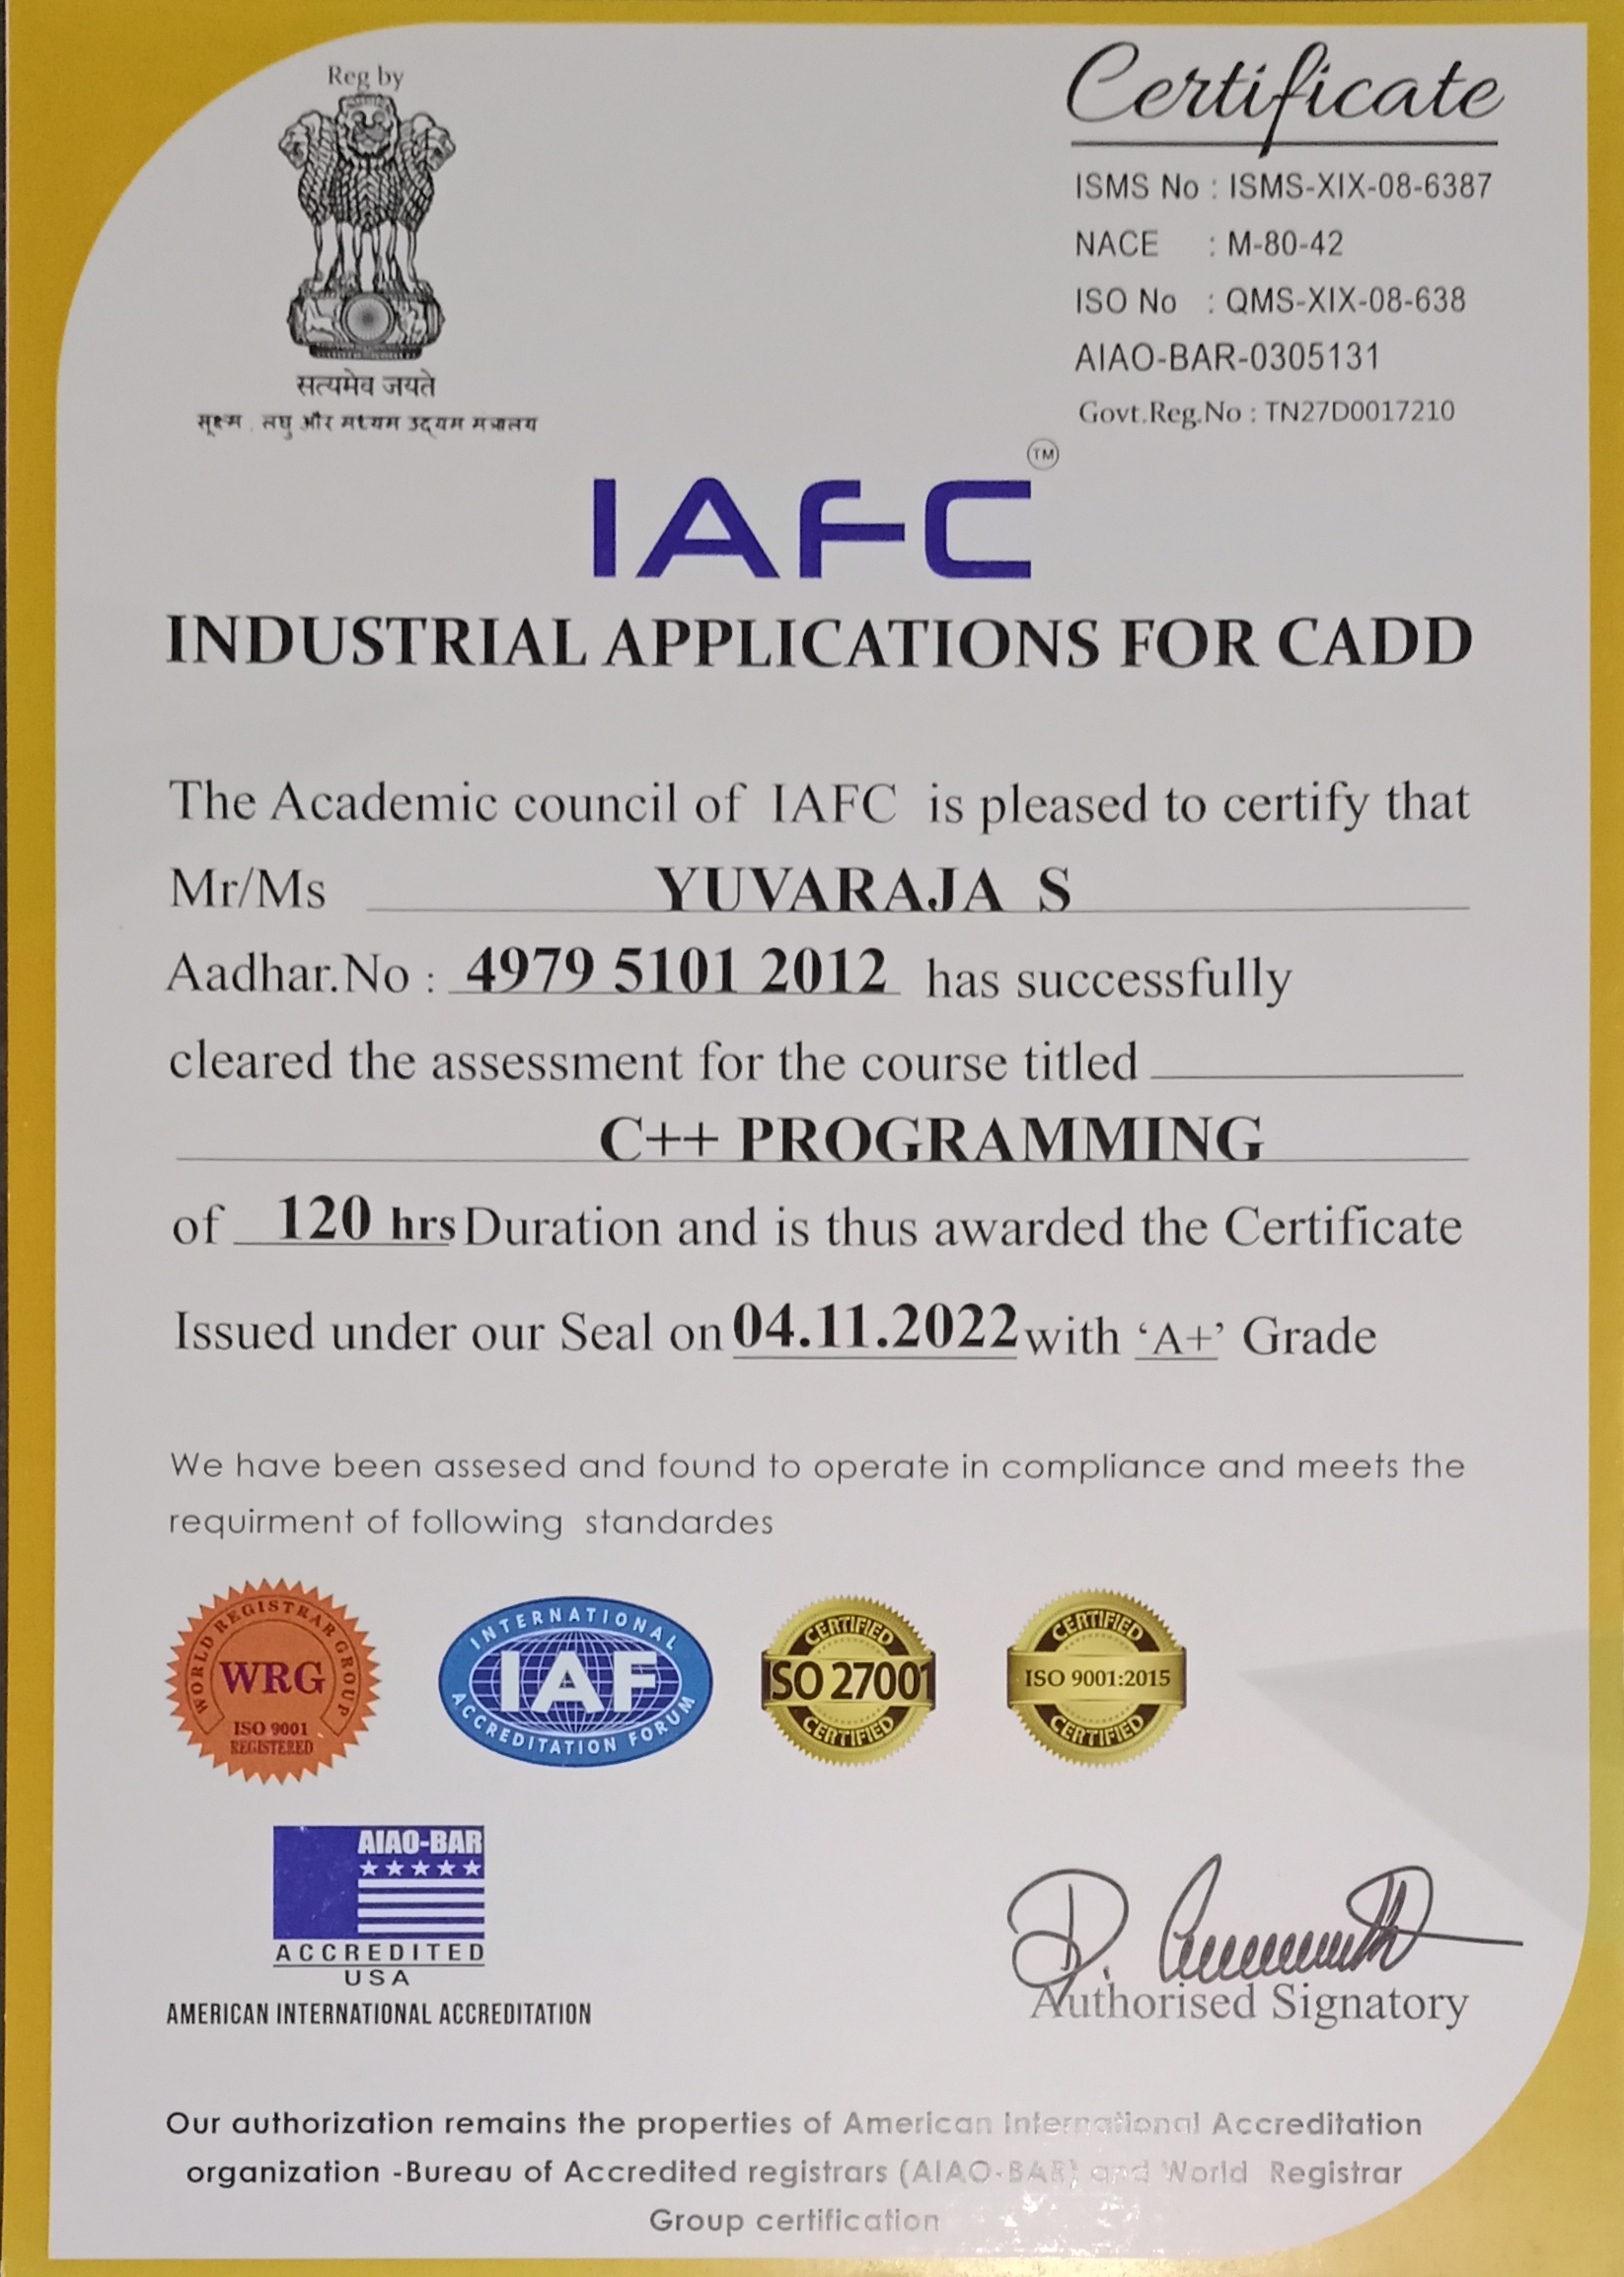 Reg by
सत्यमेव जयते
सूक्ष्म , लघु और मध्यम उद्यम मंत्रालय
Certificate
ISMS No : ISMS-XIX-08-6387
NACE : M-80-42
ISO No : QMS-XIX-08-638
AIAO-BAR-0305131
Govt.Reg.No : TN27D0017210
IAFC TM
INDUSTRIAL APPLICATIONS FOR CADD
The Academic council of IAFC is pleased to certify that
Mr/Ms YUVARAJA S
Aadhar.No : 4979 5101 2012 has successfully
cleared the assessment for the course titled
C++ PROGRAMMING
of 120 hrs Duration and is thus awarded the Certificate
Issued under our Seal on 04.11.2022 with ‘A+’ Grade
We have been assesed and found to operate in compliance and meets the
requirment of following standardes
WORLD REGISTRAR GROUP
WRG
ISO 9001
REGISTERED
INTERNATIONAL
IAF
ACCREDITATION FORUM
CERTIFIED
ISO 27001
CERTIFIED
CERTIFIED
ISO 9001:2015
CERTIFIED
AIAO-BAR
ACCREDITED
USA
AMERICAN INTERNATIONAL ACCREDITATION
Authorised Signatory
Our authorization remains the properties of American International Accreditation
organization -Bureau of Accredited registrars (AIAO-BAR) and World Registrar
Group certification